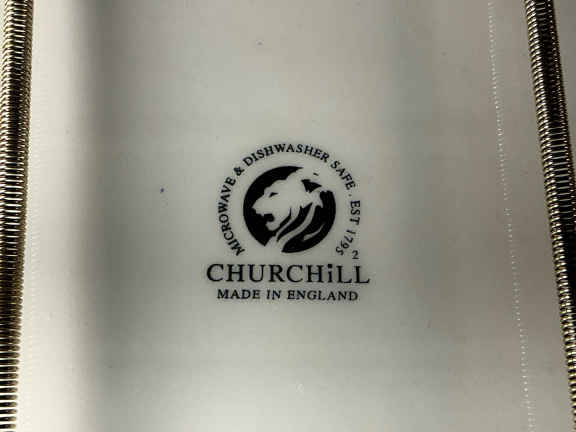 MICROWAVE & DISHWASHER SAFE . EST 1795
2
CHURCHiLL
MADE IN ENGLAND